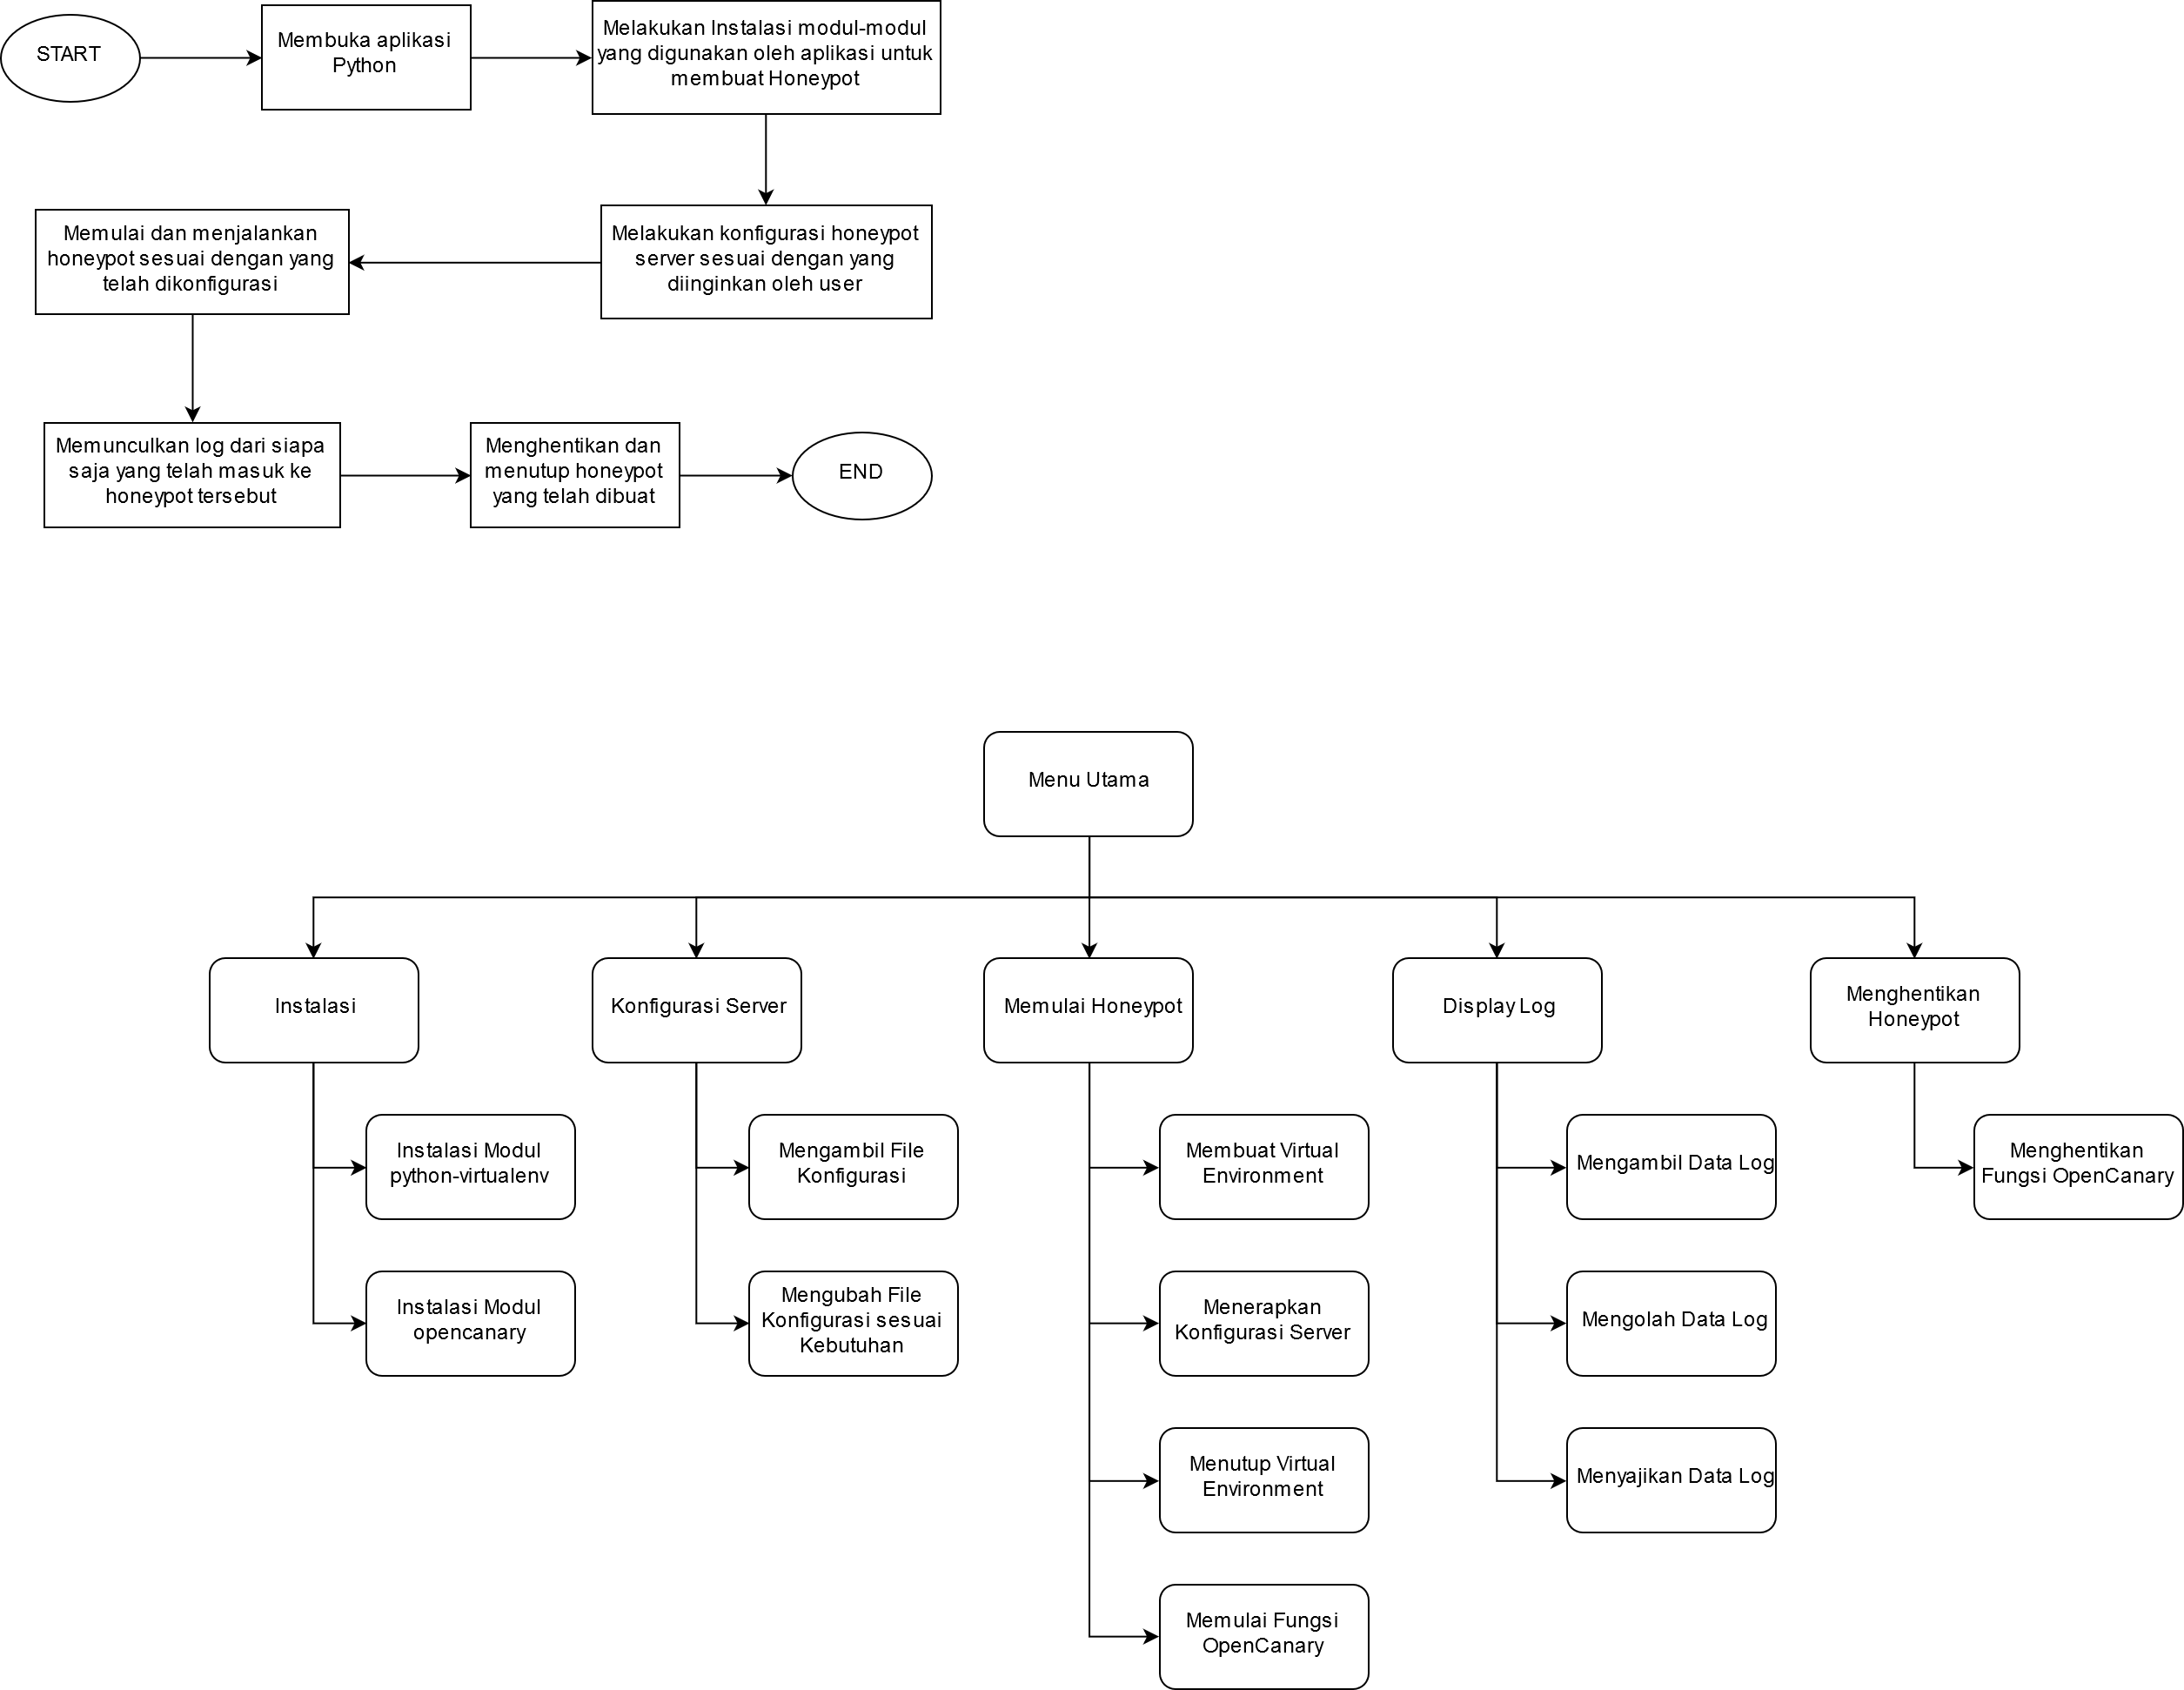 START
Membuka aplikasi
Python
Melakukan Instalasi modul-modul
yang digunakan oleh aplikasi untuk
membuat Honeypot
Melakukan konfigurasi honeypot
server sesuai dengan yang
diinginkan oleh user
Memulai dan menjalankan
honeypot sesuai dengan yang
telah dikonfigurasi
Memunculkan log dari siapa
saja yang telah masuk ke
honeypot tersebut
Menghentikan dan
menutup honeypot
yang telah dibuat
END
Menu Utama
Instalasi
Konfigurasi Server
Memulai Honeypot
Display Log
Menghentikan
Honeypot
Instalasi Modul
python-virtualenv
Instalasi Modul
opencanary
Mengambil File
Konfigurasi
Mengubah File
Konfigurasi sesuai
Kebutuhan
Membuat Virtual
Environment
Menerapkan
Konfigurasi Server
Menutup Virtual
Environment
Memulai Fungsi
OpenCanary
Mengambil Data Log
Mengolah Data Log
Menyajikan Data Log
Menghentikan
Fungsi OpenCanary